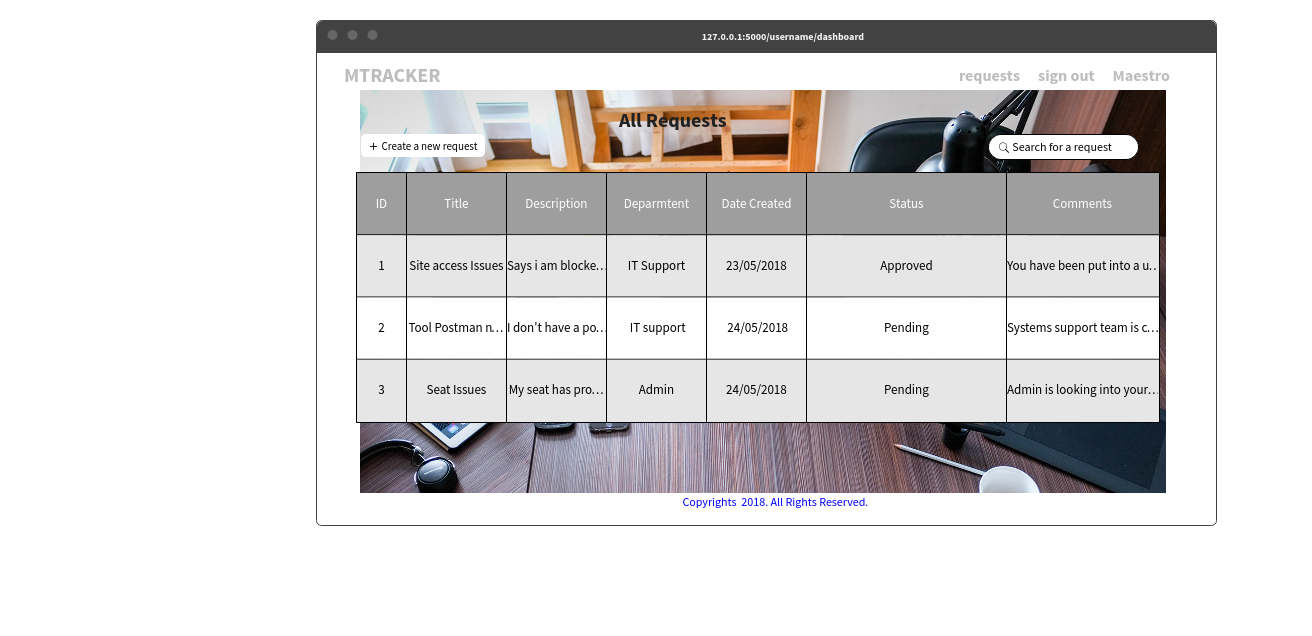 127.0.0.1:5000/username/dashboard
MTRACKER requests sign out Maestro
All Requests
+ Create a new request Search for a request
ID Title Description Deparmtent Date Created Status Comments
1 Site access Issues Says i am blocke... IT Support 23/05/2018 Approved You have been put into a u...
2 Tool Postman n... I don't have a po... IT support 24/05/2018 Pending Systems support team is c...
3 Seat Issues My seat has pro... Admin 24/05/2018 Pending Admin is looking into your...
Copyrights 2018. All Rights Reserved.